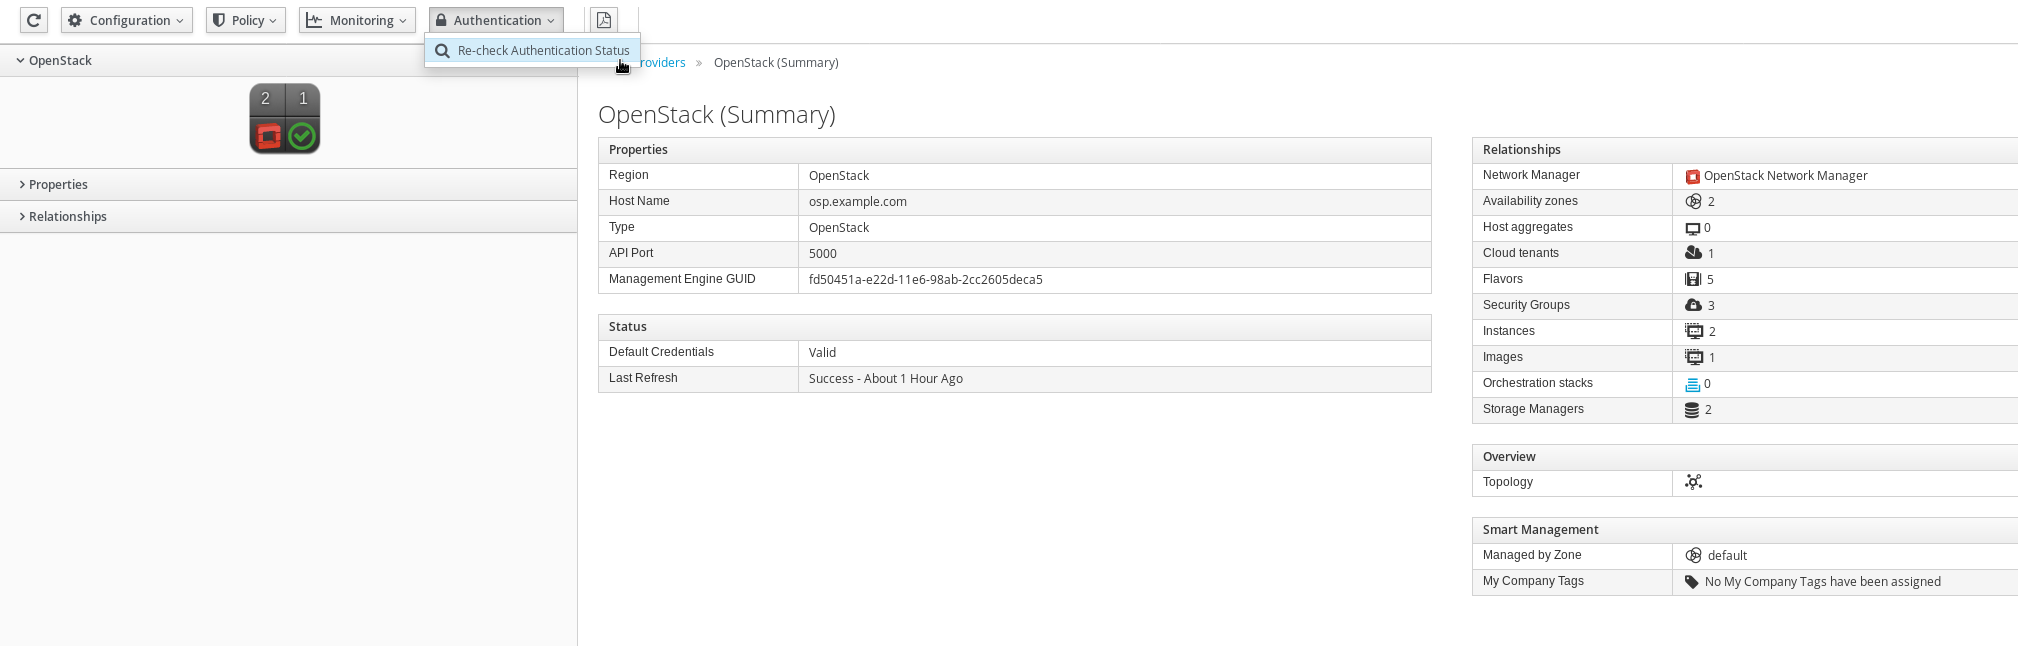 Configuration Policy Monitoring Authentication
Re-check Authentication Status
OpenStack
roviders » OpenStack (Summary)
2 1
Properties
Relationships
OpenStack (Summary)
Properties
Region OpenStack
Host Name osp.example.com
Type OpenStack
API Port 5000
Management Engine GUID fd50451a-e22d-11e6-98ab-2cc2605deca5
Status
Default Credentials Valid
Last Refresh Success - About 1 Hour Ago
Relationships
Network Manager OpenStack Network Manager
Availability zones 2
Host aggregates 0
Cloud tenants 1
Flavors 5
Security Groups 3
Instances 2
Images 1
Orchestration stacks 0
Storage Managers 2
Overview
Topology
Smart Management
Managed by Zone default
My Company Tags No My Company Tags have been assigned